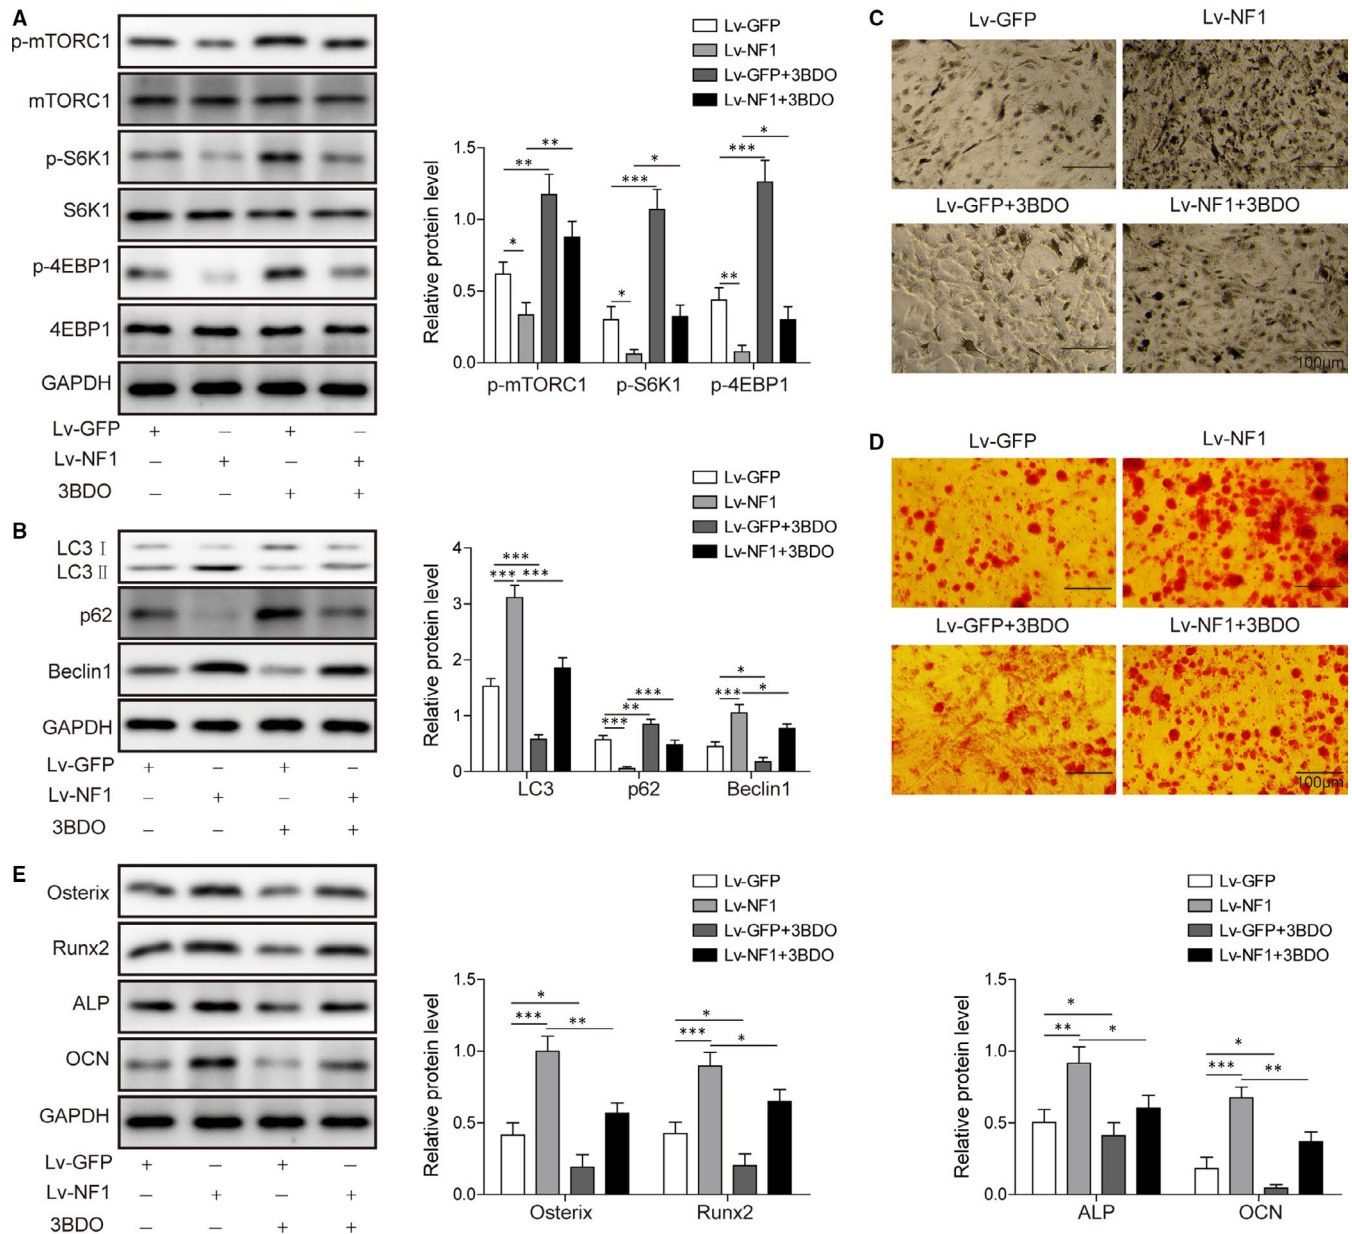 A
p-mTORC1
mTORC1
p-S6K1
S6K1
p-4EBP1
4EBP1
GAPDH
Lv-GFP + – + –
Lv-NF1 – + – +
3BDO – – + +
Lv-GFP
Lv-NF1
Lv-GFP+3BDO
Lv-NF1+3BDO
Relative protein level
1.5
1.0
0.5
0.0
* ** **
* *** *
** *** *
p-mTORC1 p-S6K1 p-4EBP1
B
LC3 I
LC3 II
p62
Beclin1
GAPDH
Lv-GFP + – + –
Lv-NF1 – + – +
3BDO – – + +
Lv-GFP
Lv-NF1
Lv-GFP+3BDO
Lv-NF1+3BDO
Relative protein level
4
3
2
1
0
*** *** ***
*** ** ***
*** * *
LC3 p62 Beclin1
C
Lv-GFP Lv-NF1
Lv-GFP+3BDO Lv-NF1+3BDO
100μm
D
Lv-GFP Lv-NF1
Lv-GFP+3BDO Lv-NF1+3BDO
100μm
E
Osterix
Runx2
ALP
OCN
GAPDH
Lv-GFP + – + –
Lv-NF1 – + – +
3BDO – – + +
Lv-GFP
Lv-NF1
Lv-GFP+3BDO
Lv-NF1+3BDO
Relative protein level
1.5
1.0
0.5
0.0
* *** **
* *** *
Osterix Runx2
Lv-GFP
Lv-NF1
Lv-GFP+3BDO
Lv-NF1+3BDO
Relative protein level
1.5
1.0
0.5
0.0
* ** *
* *** **
ALP OCN